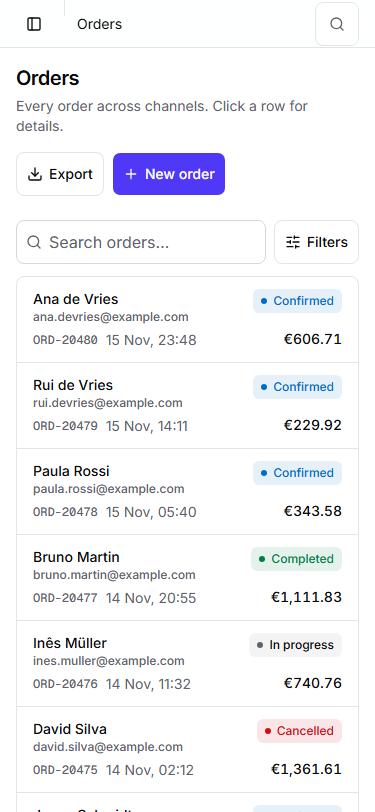 Orders
Orders
Every order across channels. Click a row for
details.
Export
New order
Search orders...
Filters
Ana de Vries
Confirmed
ana.devries@example.com
ORD-20480 15 Nov, 23:48
€606.71
Rui de Vries
Confirmed
rui.devries@example.com
ORD-20479 15 Nov, 14:11
€229.92
Paula Rossi
Confirmed
paula.rossi@example.com
ORD-20478 15 Nov, 05:40
€343.58
Bruno Martin
Completed
bruno.martin@example.com
ORD-20477 14 Nov, 20:55
€1,111.83
Inês Müller
In progress
ines.muller@example.com
ORD-20476 14 Nov, 11:32
€740.76
David Silva
Cancelled
david.silva@example.com
ORD-20475 14 Nov, 02:12
€1,361.61